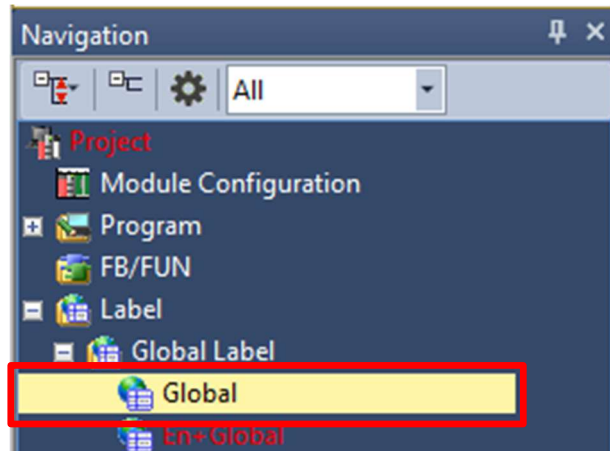 Navigation
All
Project
Module Configuration
Program
FB/FUN
Label
Global Label
Global
En+Global